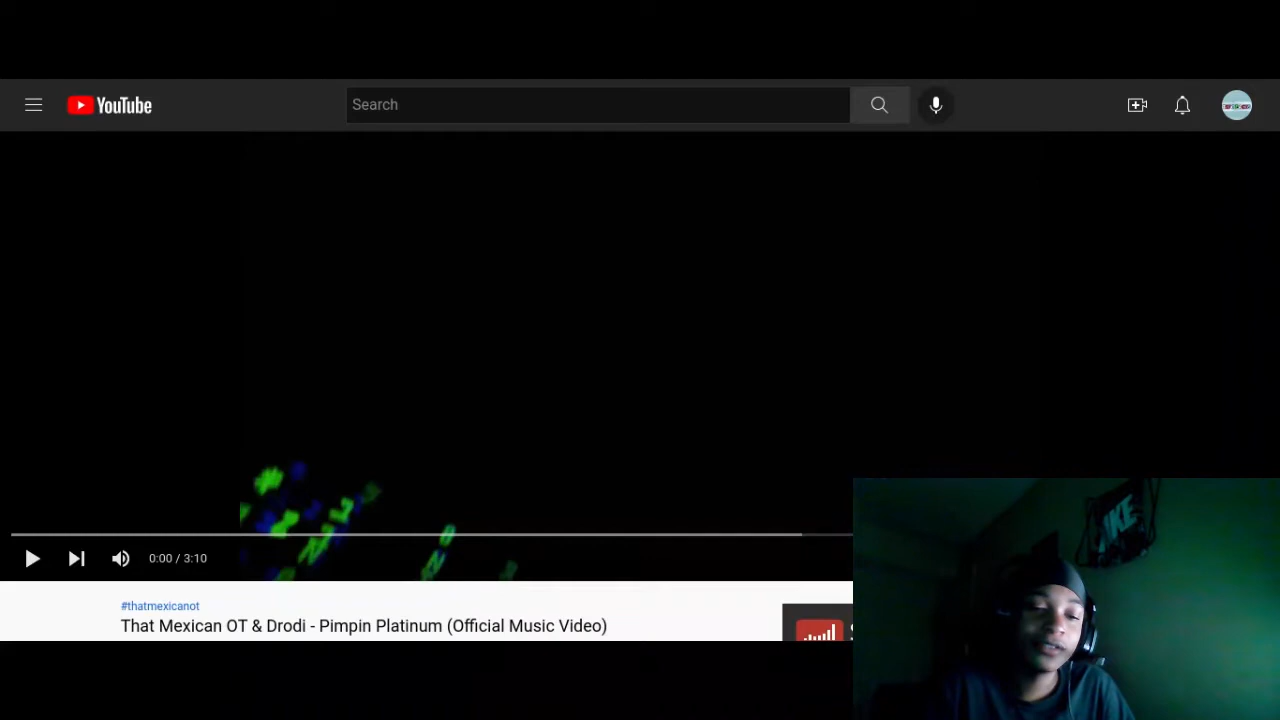 YouTube
Search
0:00 / 3:10
#thatmexicanot
That Mexican OT & Drodi - Pimpin Platinum (Official Music Video)